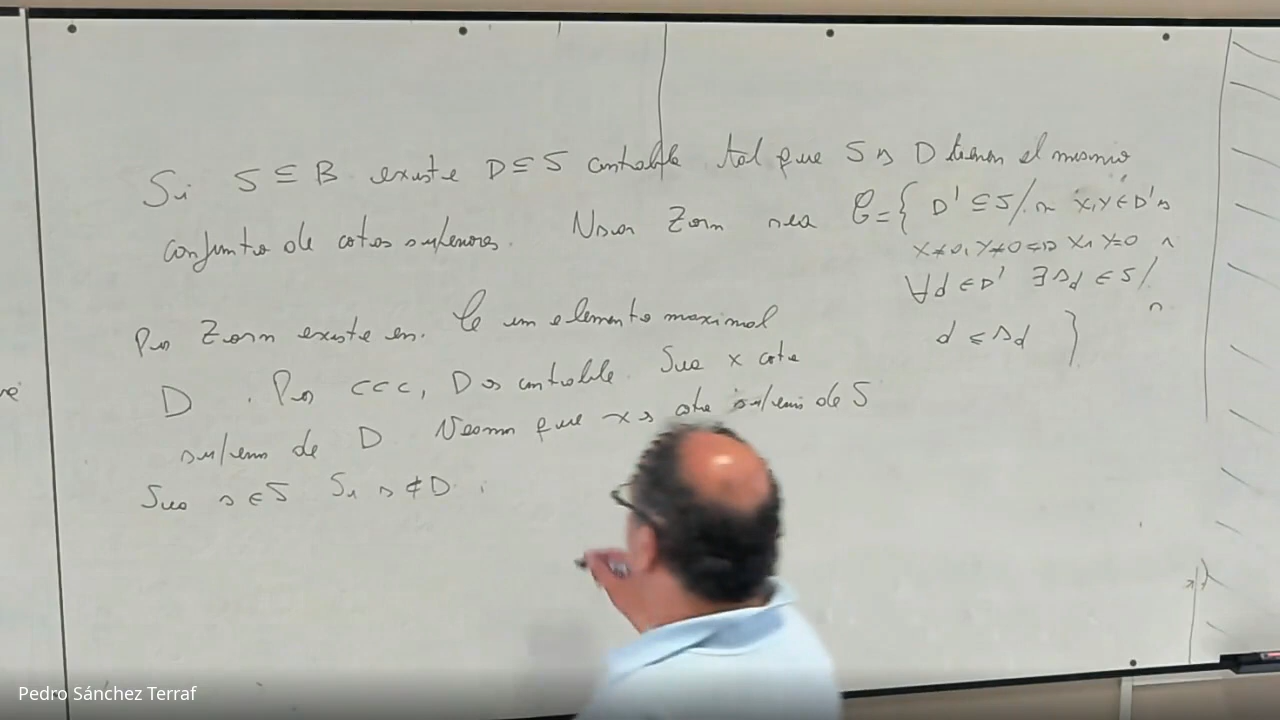 Si S ⊆ B existe D ⊆ S contable tal que S y D tienen el mismo
conjunto de cotas superiores. Usar Zorn sea C = { D' ⊆ S /. x, y ∈ D' y
x ≠ 0, y ≠ 0 x ∧ y = 0 ∧
∀d ∈ D' ∃ s_d ∈ S /
d ≤ s_d }
Por Zorn existe en C un elemento maximal
D. Por CCC, D es contable. Sea x cota
superior de D. Veamos que x es cota superior de S
Sea s ∈ S Si s ∉ D
Pedro Sánchez Terraf